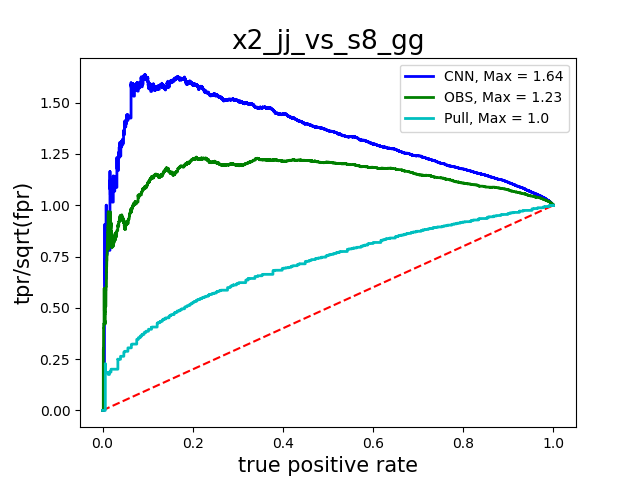 x2_jj_vs_s8_gg
CNN, Max = 1.64
OBS, Max = 1.23
Pull, Max = 1.0
tpr/sqrt(fpr)
1.50
1.25
1.00
0.75
0.50
0.25
0.00
0.0 0.2 0.4 0.6 0.8 1.0
true positive rate